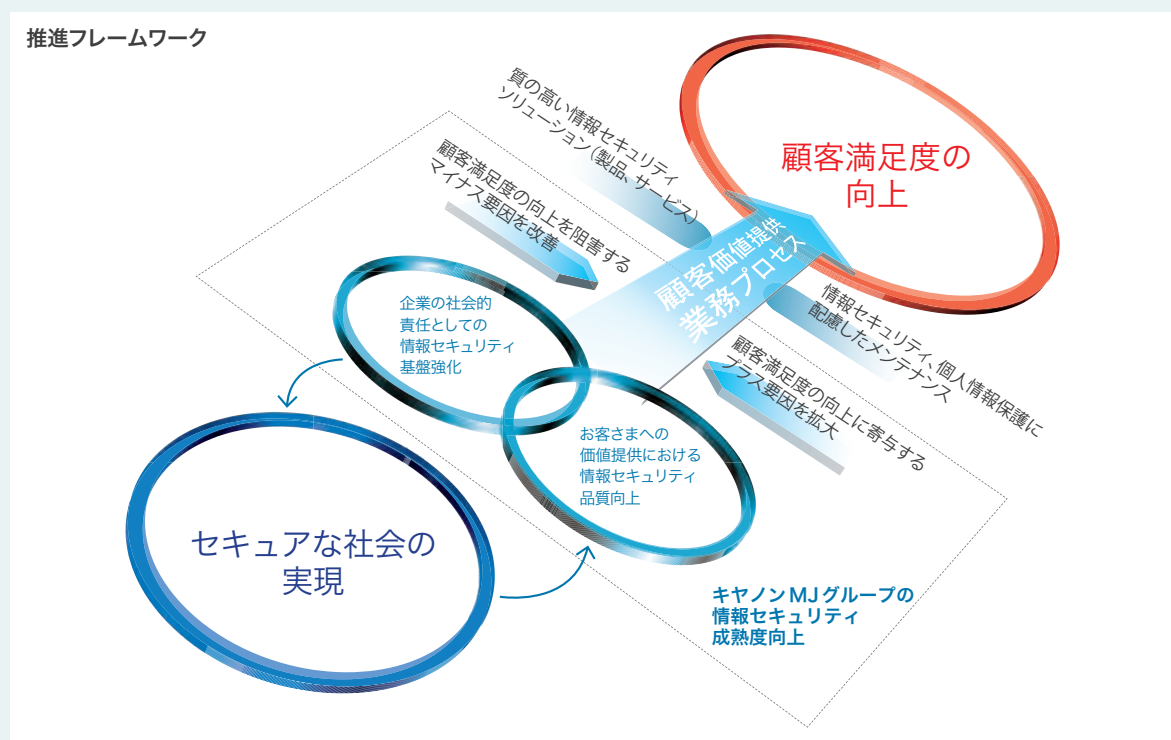 推進フレームワーク
質の高い情報セキュリティ
ソリューション（製品、サービス）
顧客満足度の向上を阻害する
マイナス要因を改善
顧客満足度の
向上
顧客価値提供
業務プロセス
企業の社会的
責任としての
情報セキュリティ
基盤強化
情報セキュリティ、個人情報保護に
配慮したメンテナンス
顧客満足度の向上に寄与する
プラス要因を拡大
お客さまへの
価値提供における
情報セキュリティ
品質向上
セキュアな社会の
実現
キヤノンMJグループの
情報セキュリティ
成熟度向上